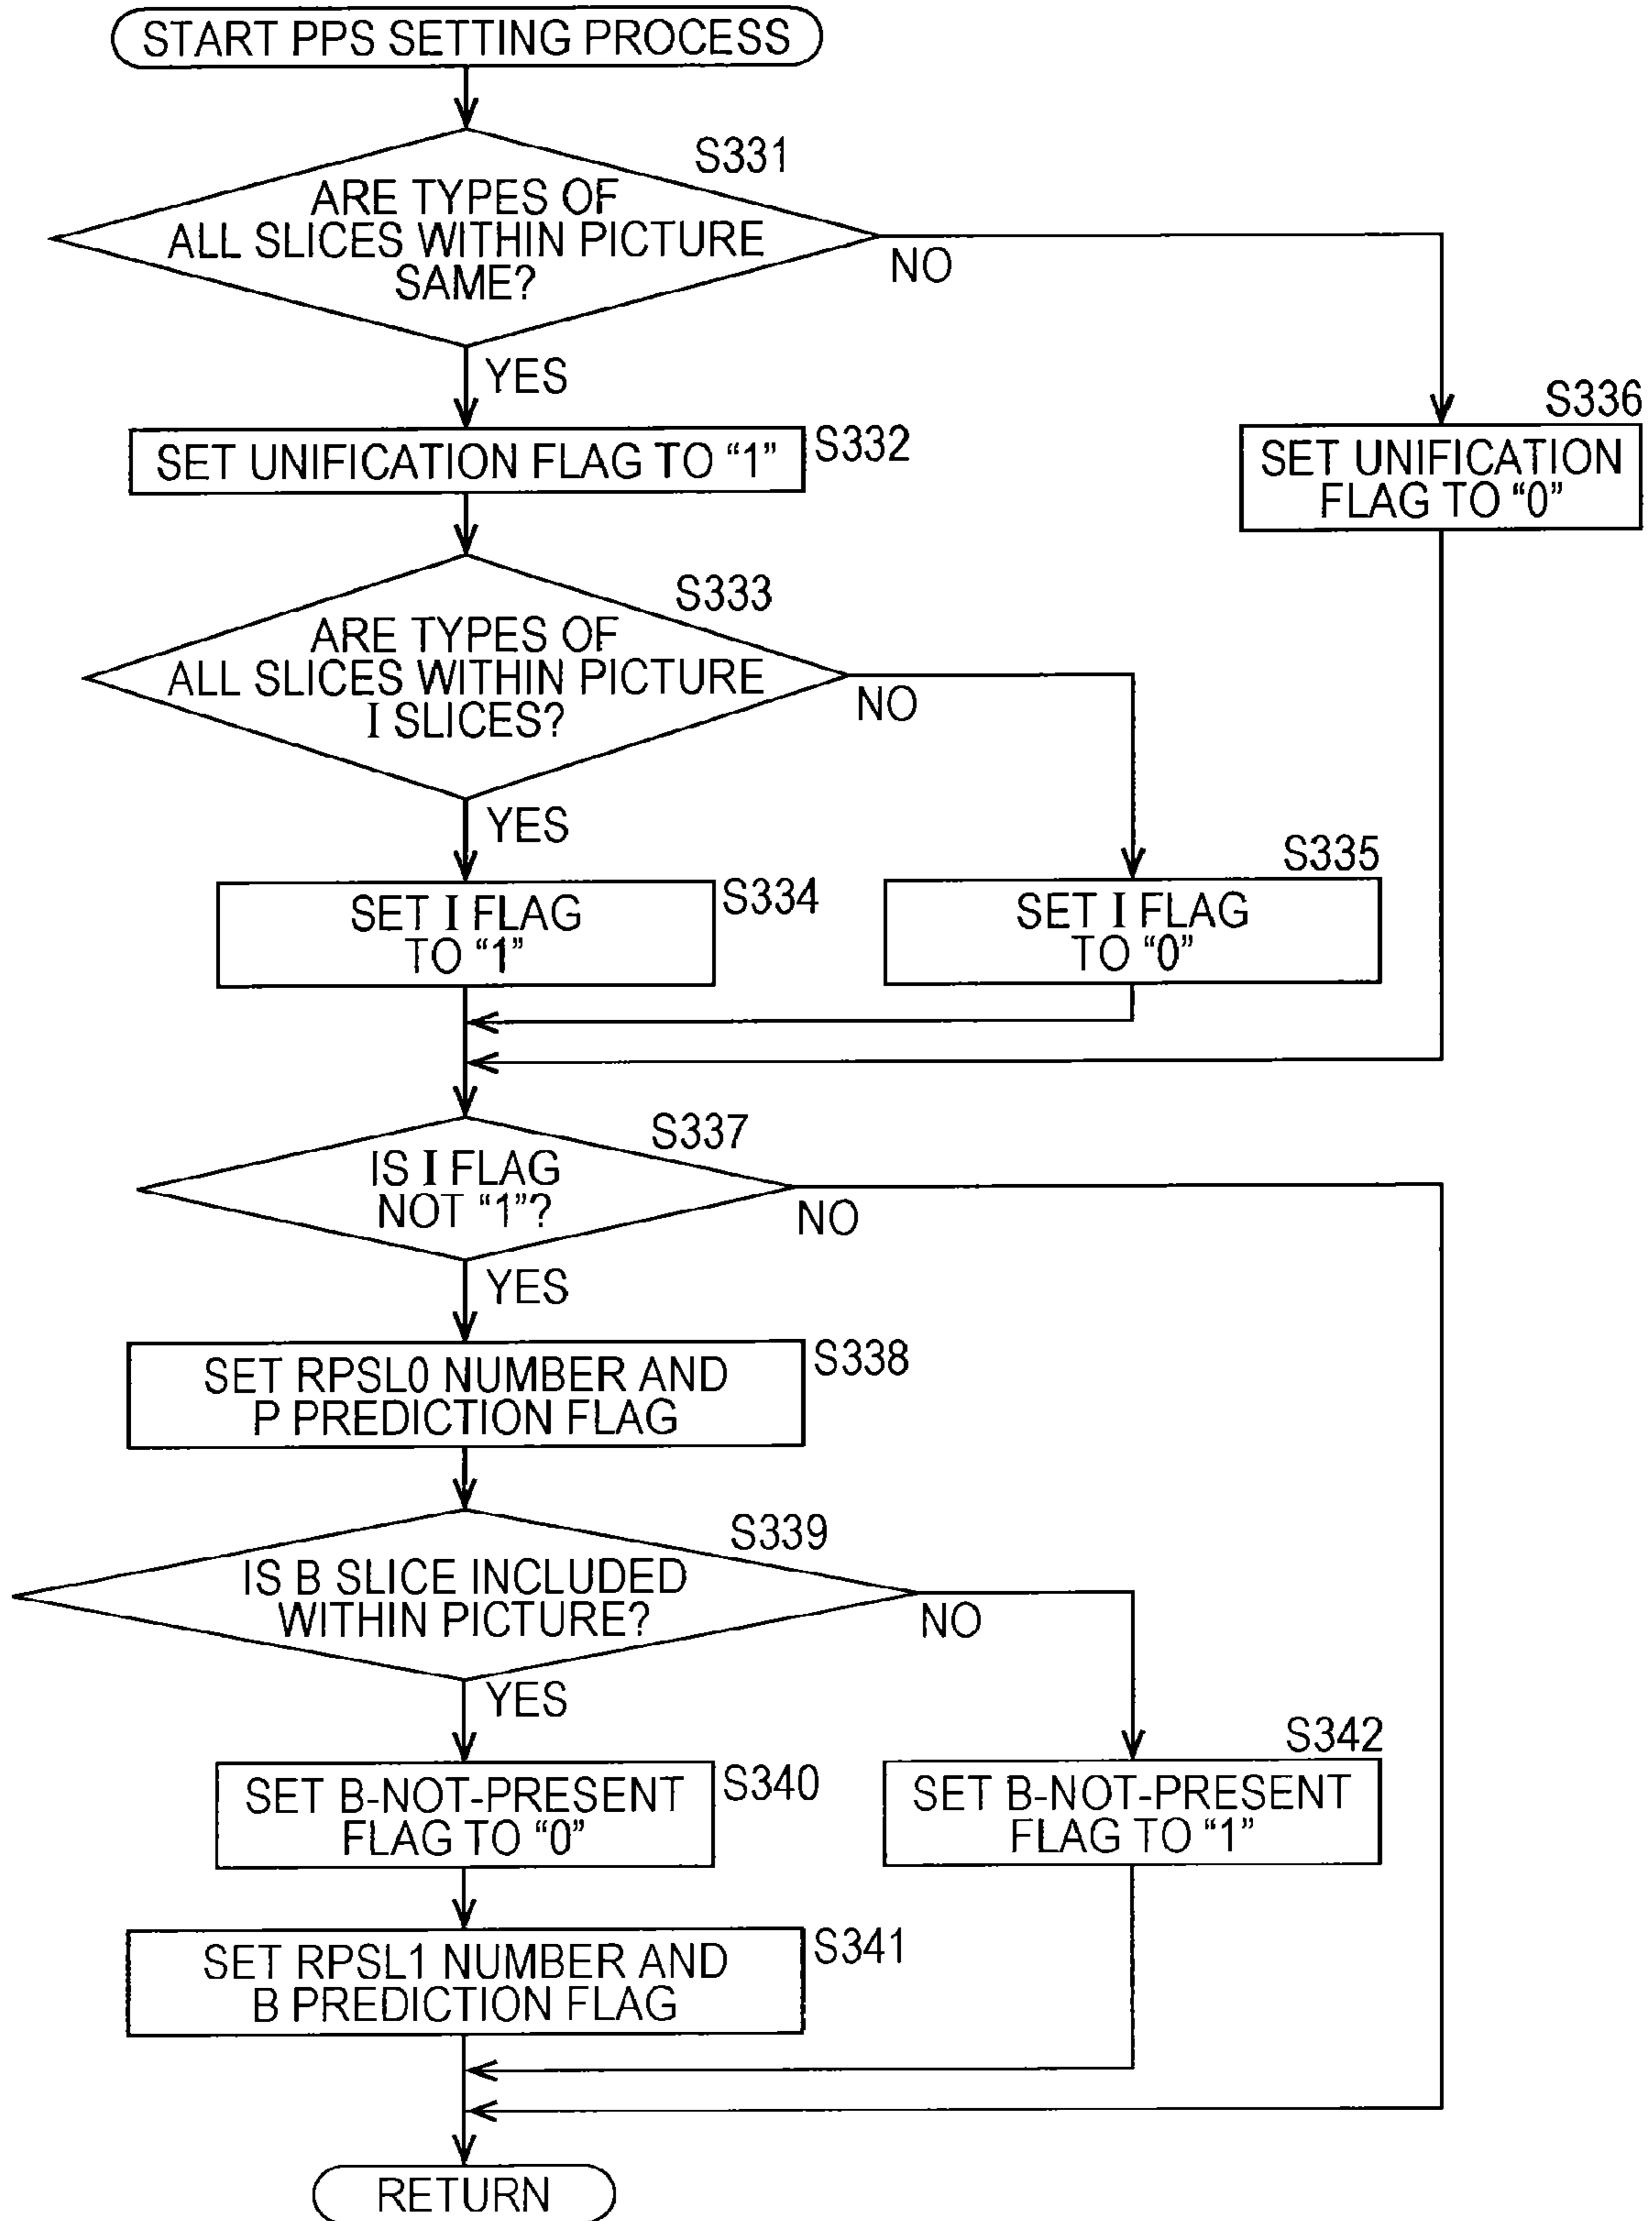 START PPS SETTING PROCESS
S331
ARE TYPES OF
ALL SLICES WITHIN PICTURE
SAME?
NO
YES
S336
SET UNIFICATION FLAG TO “1”
S332
SET UNIFICATION
FLAG TO “0”
S333
ARE TYPES OF
ALL SLICES WITHIN PICTURE
I SLICES?
NO
YES
S335
SET I FLAG
TO “1”
S334
SET I FLAG
TO “0”
S337
IS I FLAG
NOT “1”?
NO
YES
SET RPSL0 NUMBER AND
P PREDICTION FLAG
S338
S339
IS B SLICE INCLUDED
WITHIN PICTURE?
NO
YES
S342
SET B-NOT-PRESENT
FLAG TO “0”
S340
SET B-NOT-PRESENT
FLAG TO “1”
SET RPSL1 NUMBER AND
B PREDICTION FLAG
S341
RETURN